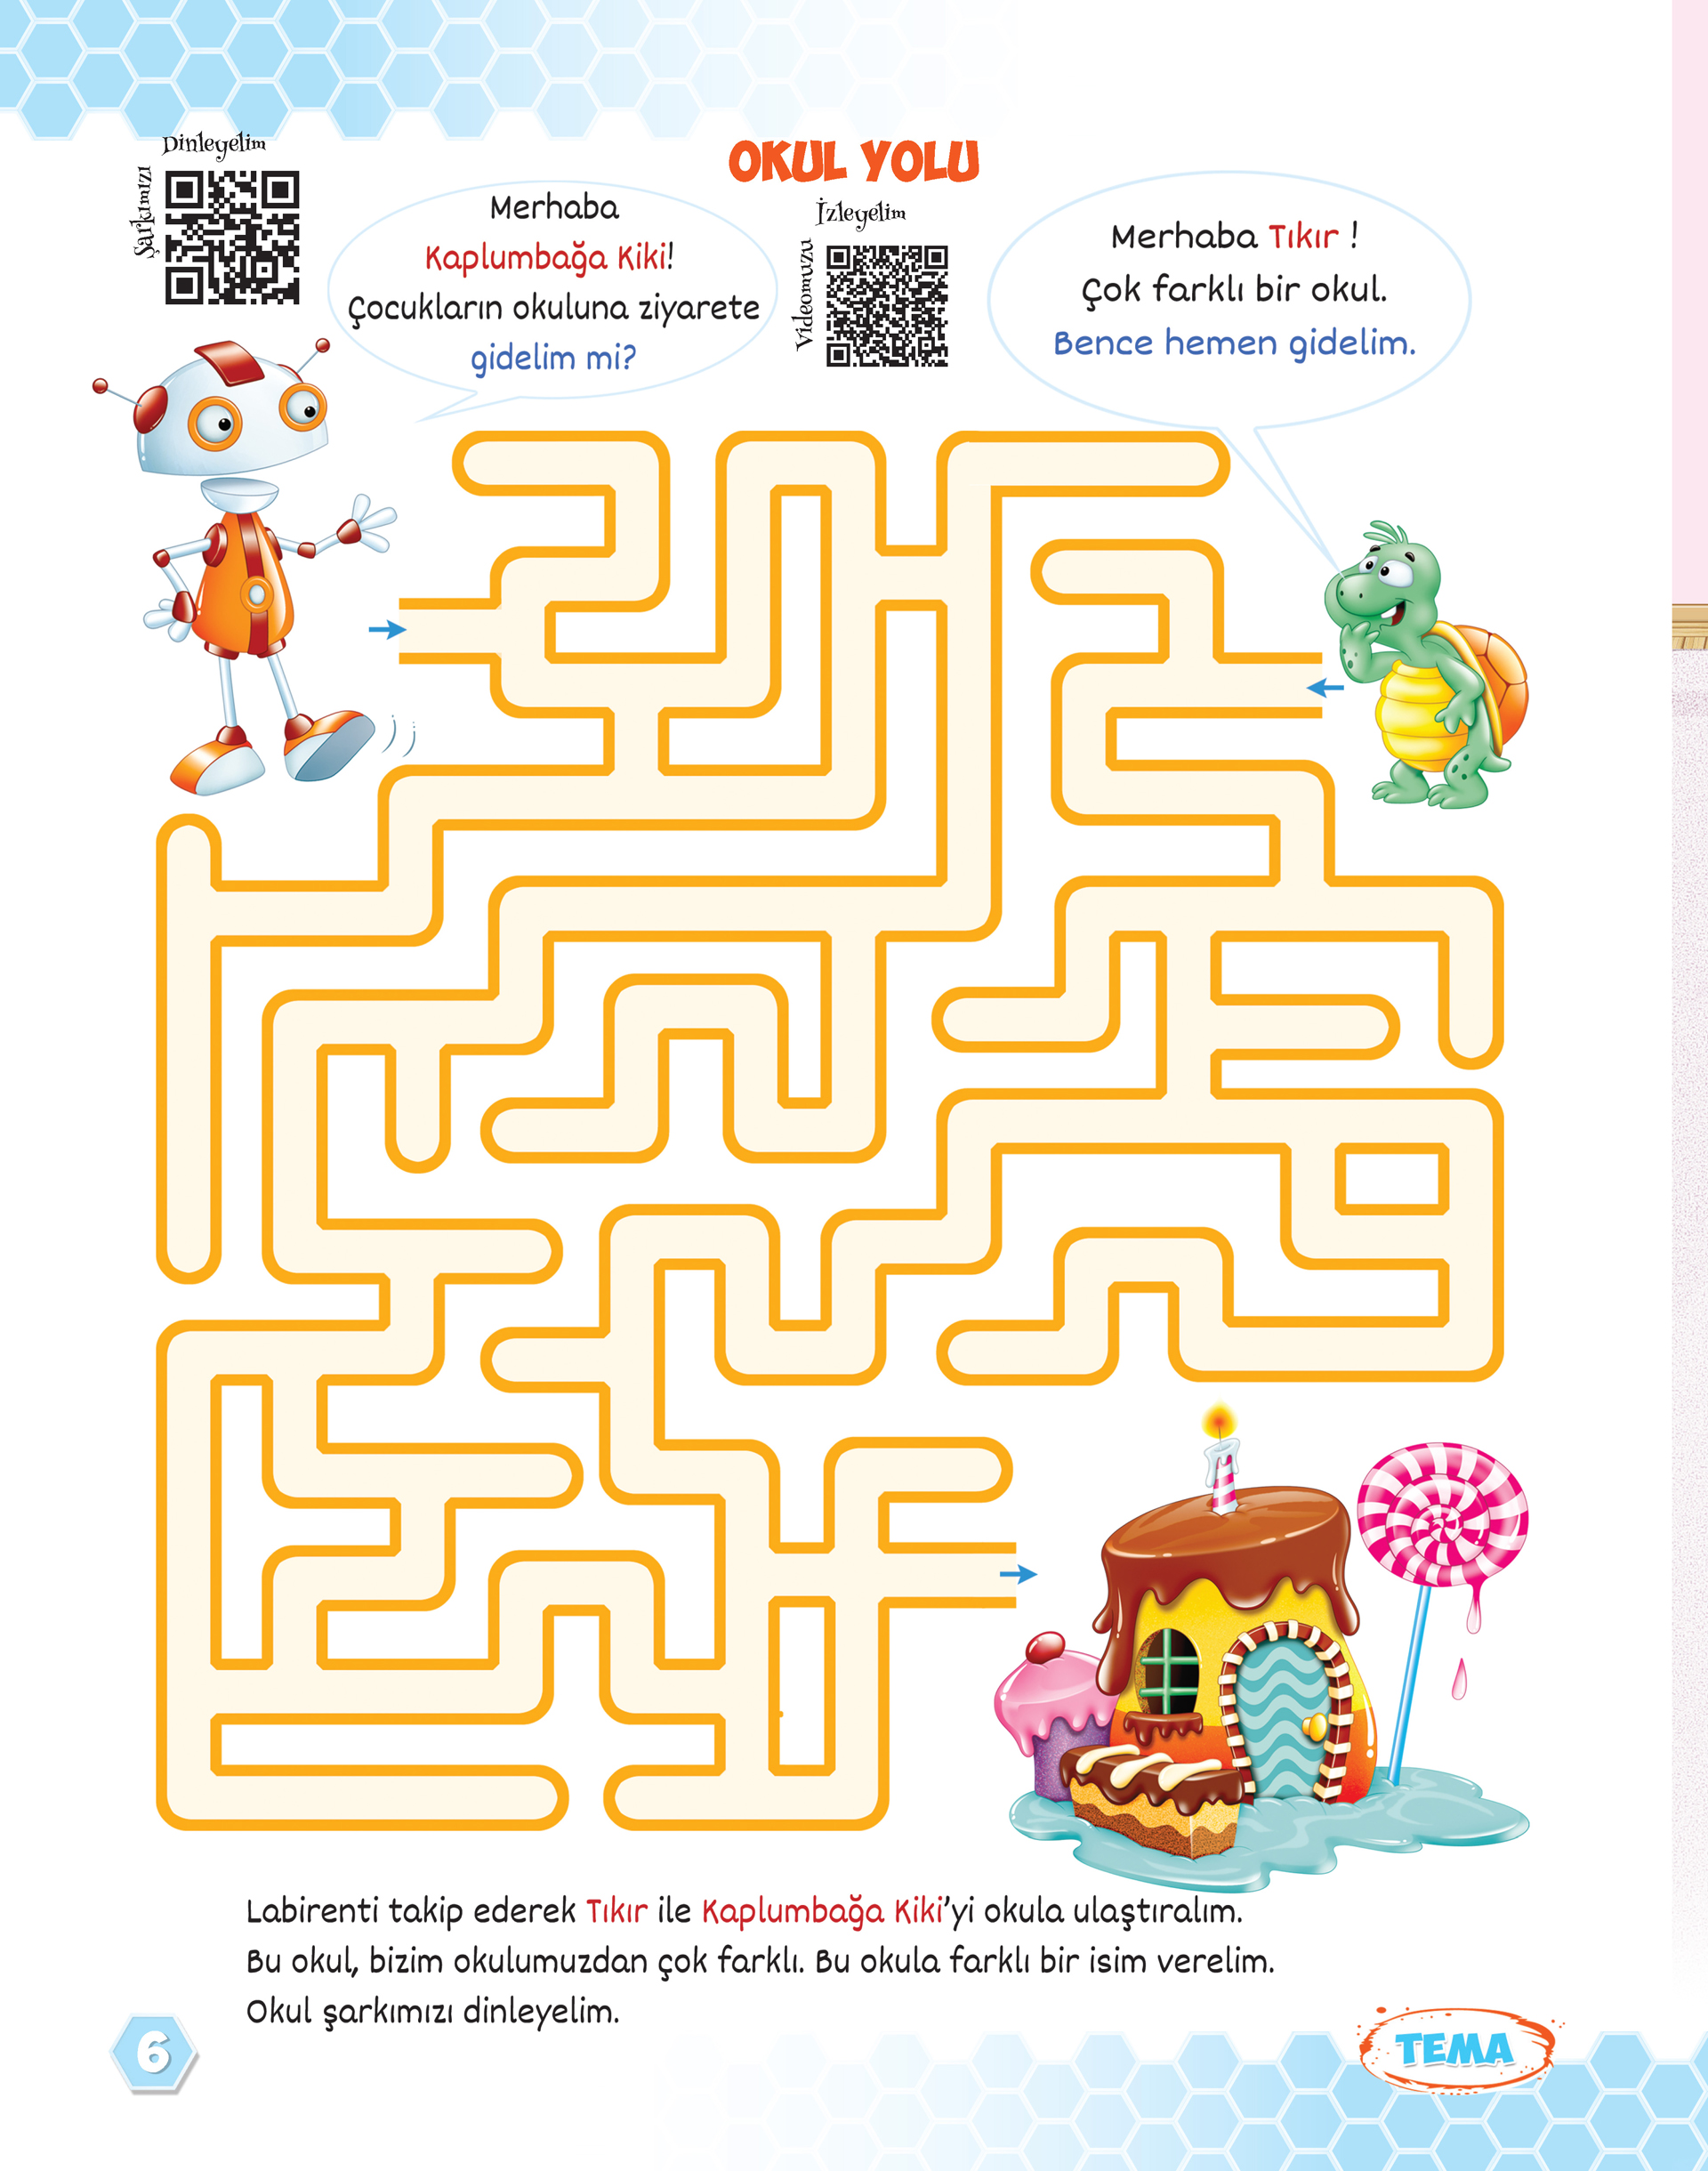 OKUL YOLU
Dinleyelim
Şarkımızı
Merhaba
Kaplumbağa Kiki!
Çocukların okuluna ziyarete
gidelim mi?
İzleyelim
Videomuzu
Merhaba Tıkır !
Çok farklı bir okul.
Bence hemen gidelim.
Labirenti takip ederek Tıkır ile Kaplumbağa Kiki'yi okula ulaştıralım.
Bu okul, bizim okulumuzdan çok farklı. Bu okula farklı bir isim verelim.
Okul şarkımızı dinleyelim.
6
TEMA